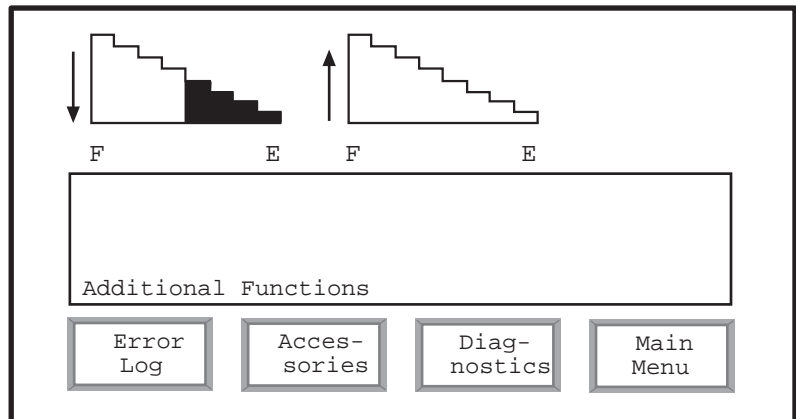 F E F E
Additional Functions
Error Log
Acces-
sories
Diag-
nostics
Main
Menu